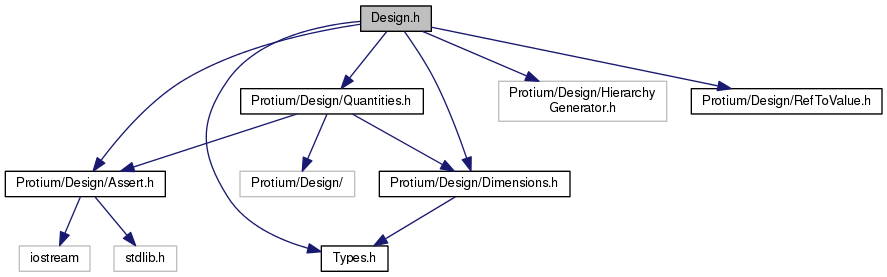 Design.h
Protium/Design/Quantities.h
Protium/Design/Hierarchy
Generator.h
Protium/Design/RefToValue.h
Protium/Design/Assert.h
Protium/Design/
Protium/Design/Dimensions.h
iostream
stdlib.h
Types.h